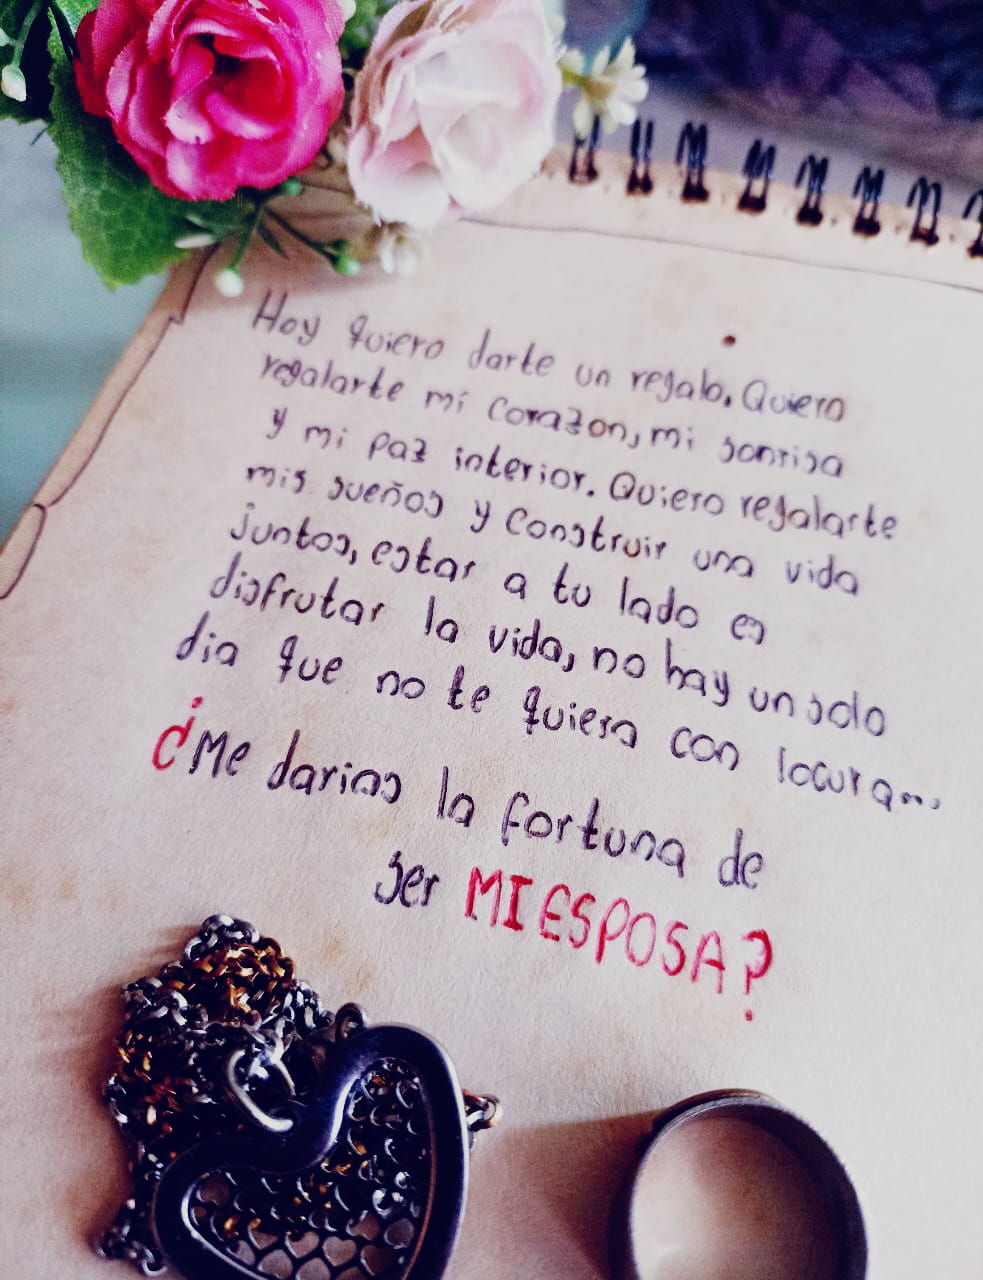 Hoy quiero darte un regalo. Quiero
regalarte mi corazon, mi sonrisa
y mi paz interior. Quiero regalarte
mis sueños y construir una vida
juntos, estar a tu lado es
disfrutar la vida, no hay un solo
dia que no te quiera con locura...
¿Me darias la fortuna de
ser MI ESPOSA?